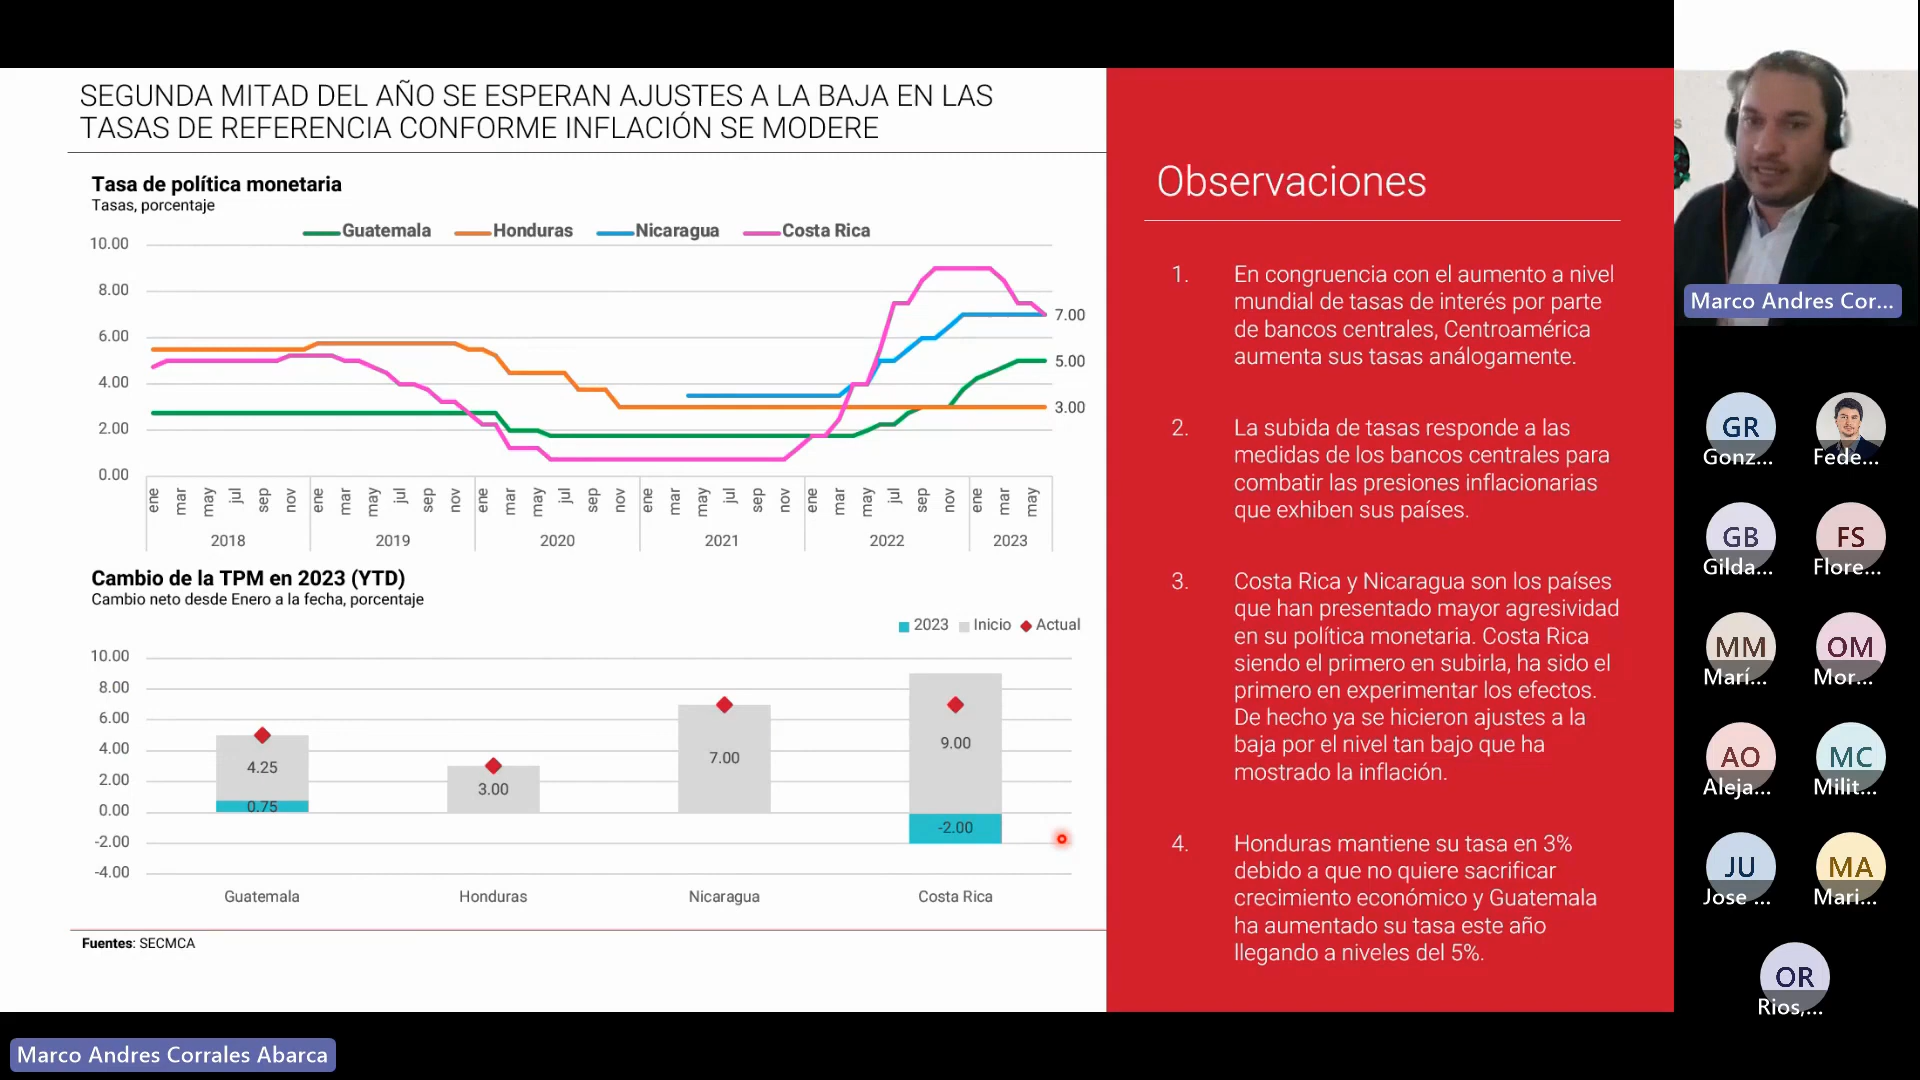 SEGUNDA MITAD DEL AÑO SE ESPERAN AJUSTES A LA BAJA EN LAS
TASAS DE REFERENCIA CONFORME INFLACIÓN SE MODERE
Tasa de política monetaria
Tasas, porcentaje
Guatemala Honduras Nicaragua Costa Rica
10.00
8.00
6.00
4.00
2.00
0.00
7.00
5.00
3.00
ene mar may jul sep nov ene mar may jul sep nov ene mar may jul sep nov ene mar may jul sep nov ene mar may jul sep nov ene mar may
2018 2019 2020 2021 2022 2023
Cambio de la TPM en 2023 (YTD)
Cambio neto desde Enero a la fecha, porcentaje
2023 Inicio Actual
10.00
8.00
6.00
4.00
2.00
0.00
-2.00
-4.00
4.25
0.75
3.00
7.00
9.00
-2.00
Guatemala Honduras Nicaragua Costa Rica
Fuentes: SECMCA
Observaciones
1. En congruencia con el aumento a nivel
mundial de tasas de interés por parte
de bancos centrales, Centroamérica
aumenta sus tasas análogamente.
2. La subida de tasas responde a las
medidas de los bancos centrales para
combatir las presiones inflacionarias
que exhiben sus países.
3. Costa Rica y Nicaragua son los países
que han presentado mayor agresividad
en su política monetaria. Costa Rica
siendo el primero en subirla, ha sido el
primero en experimentar los efectos.
De hecho ya se hicieron ajustes a la
baja por el nivel tan bajo que ha
mostrado la inflación.
4. Honduras mantiene su tasa en 3%
debido a que no quiere sacrificar
crecimiento económico y Guatemala
ha aumentado su tasa este año
llegando a niveles del 5%.
Marco Andres Cor...
GR
Gonz...
Fede...
GB
Gilda...
FS
Flore...
MM
Marí...
OM
Mor...
AO
Aleja...
MC
Milit...
JU
Jose ...
MA
Mari...
OR
Rios,...
Marco Andres Corrales Abarca